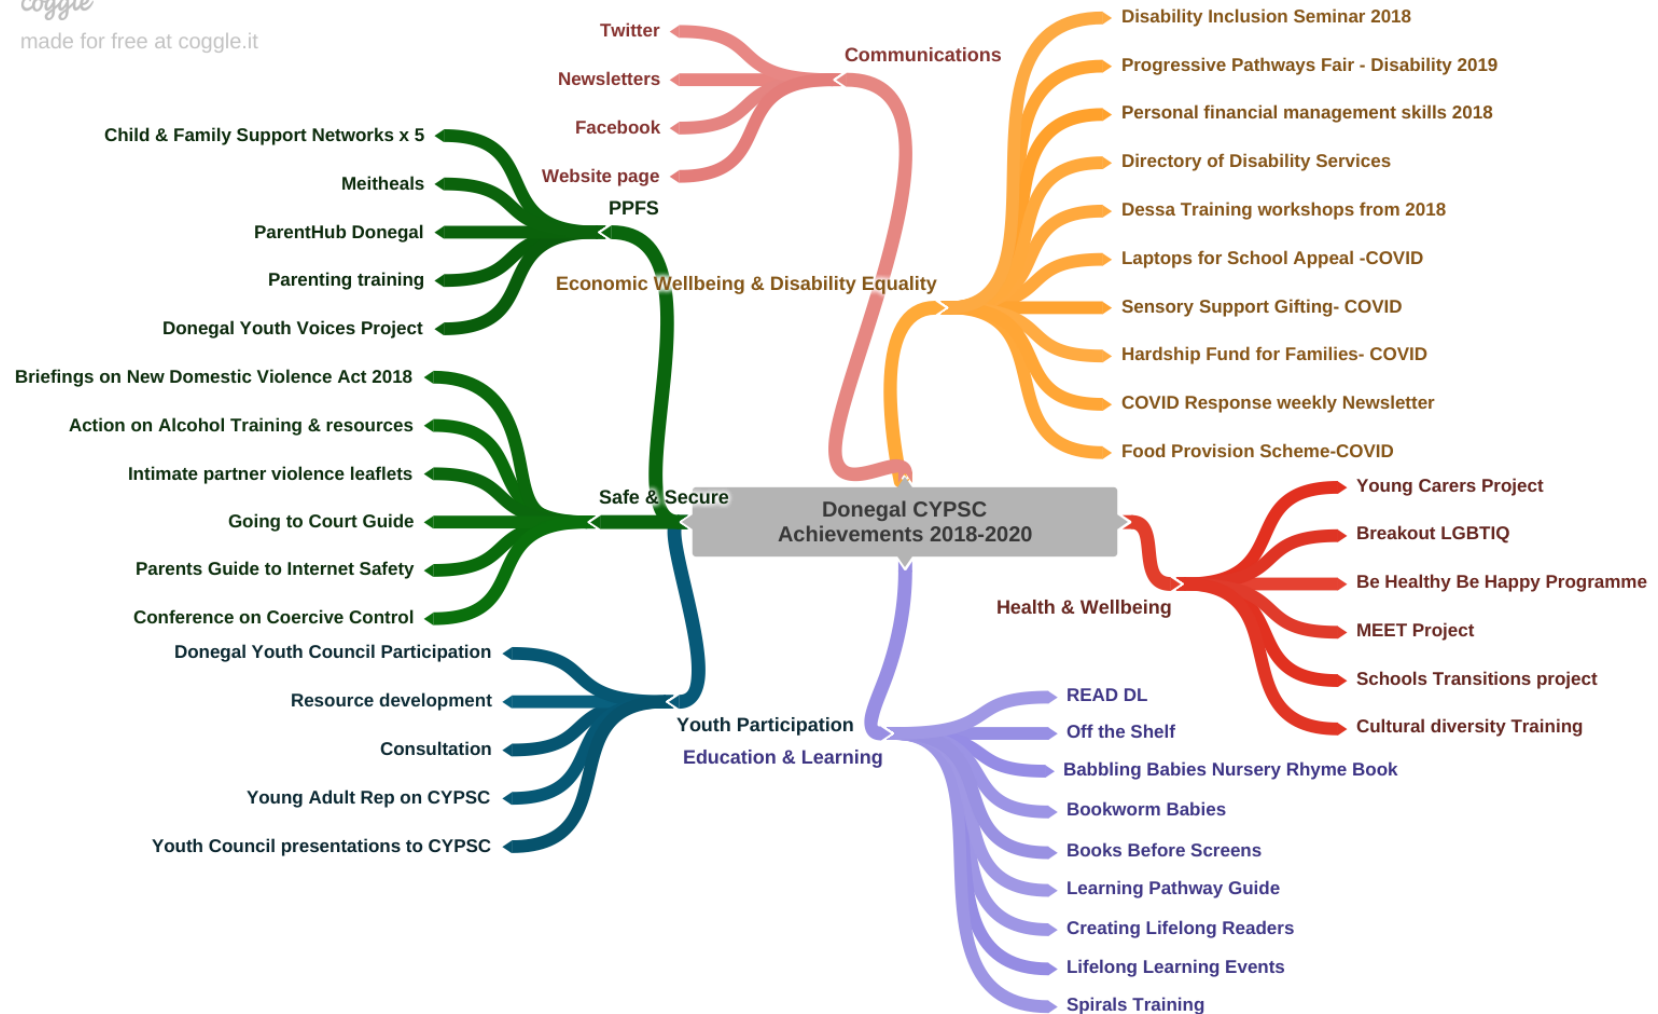 coggle
made for free at coggle.it
Twitter
Newsletters
Facebook
Website page
Communications
Child & Family Support Networks x 5
Meitheals
ParentHub Donegal
Parenting training
Donegal Youth Voices Project
PPFS
Economic Wellbeing & Disability Equality
Disability Inclusion Seminar 2018
Progressive Pathways Fair - Disability 2019
Personal financial management skills 2018
Directory of Disability Services
Dessa Training workshops from 2018
Laptops for School Appeal -COVID
Sensory Support Gifting- COVID
Hardship Fund for Families- COVID
COVID Response weekly Newsletter
Food Provision Scheme-COVID
Briefings on New Domestic Violence Act 2018
Action on Alcohol Training & resources
Intimate partner violence leaflets
Going to Court Guide
Parents Guide to Internet Safety
Conference on Coercive Control
Safe & Secure
Donegal CYPSC
Achievements 2018-2020
Health & Wellbeing
Young Carers Project
Breakout LGBTIQ
Be Healthy Be Happy Programme
MEET Project
Schools Transitions project
Cultural diversity Training
Donegal Youth Council Participation
Resource development
Consultation
Young Adult Rep on CYPSC
Youth Council presentations to CYPSC
Youth Participation
Education & Learning
READ DL
Off the Shelf
Babbling Babies Nursery Rhyme Book
Bookworm Babies
Books Before Screens
Learning Pathway Guide
Creating Lifelong Readers
Lifelong Learning Events
Spirals Training